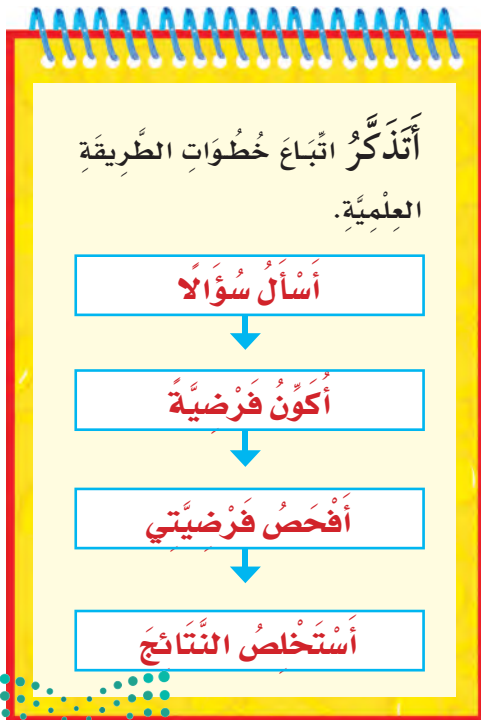 أَتَذَكَّرُ اتِّبَاعَ خُطُوَاتِ الطَّرِيقَةِ
العِلْمِيَّةِ.
أَسْأَلُ سُؤَالًا
أُكَوِّنُ فَرْضِيَّةً
أَفْحَصُ فَرْضِيَّتِي
أَسْتَخْلِصُ النَّتَائِجَ